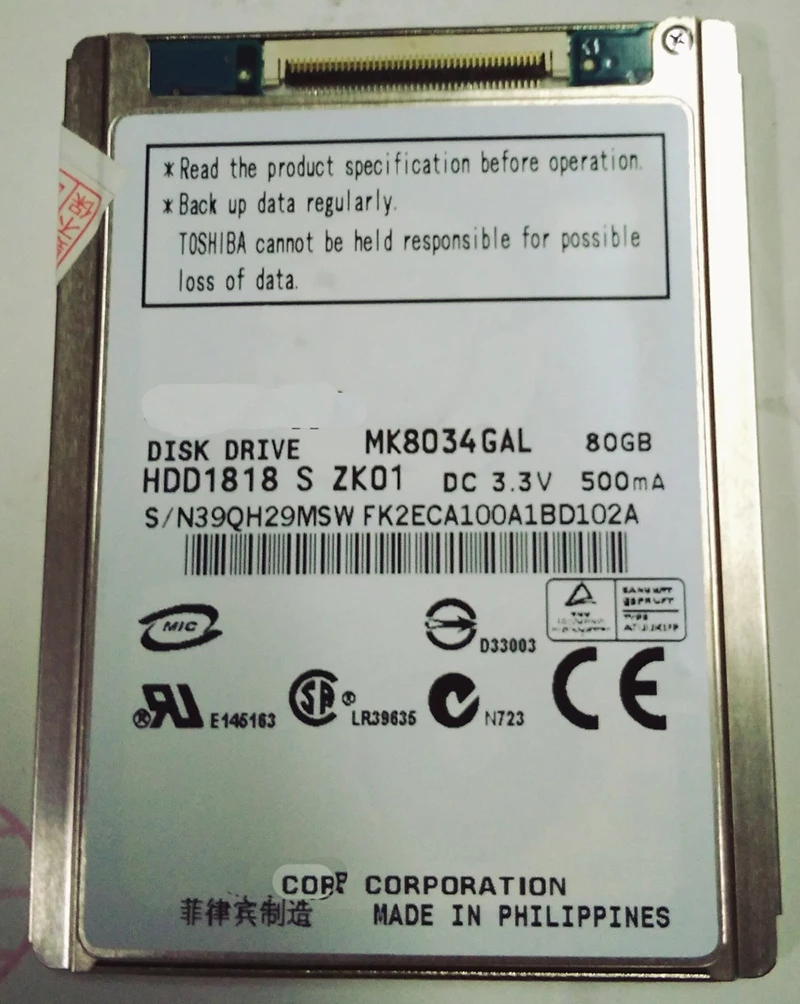 * Read the product specification before operation.
* Back up data regularly.
TOSHIBA cannot be held responsible for possible
loss of data.
DISK DRIVE MK8034GAL 80GB
HDD1818 S ZK01 DC 3.3V 500mA
S/N39QH29MSW FK2ECA100A1BD102A
MIC
D33003
® E145163
SA ® LR39635
N723
CE
CORP CORPORATION
菲律宾制造 MADE IN PHILIPPINES